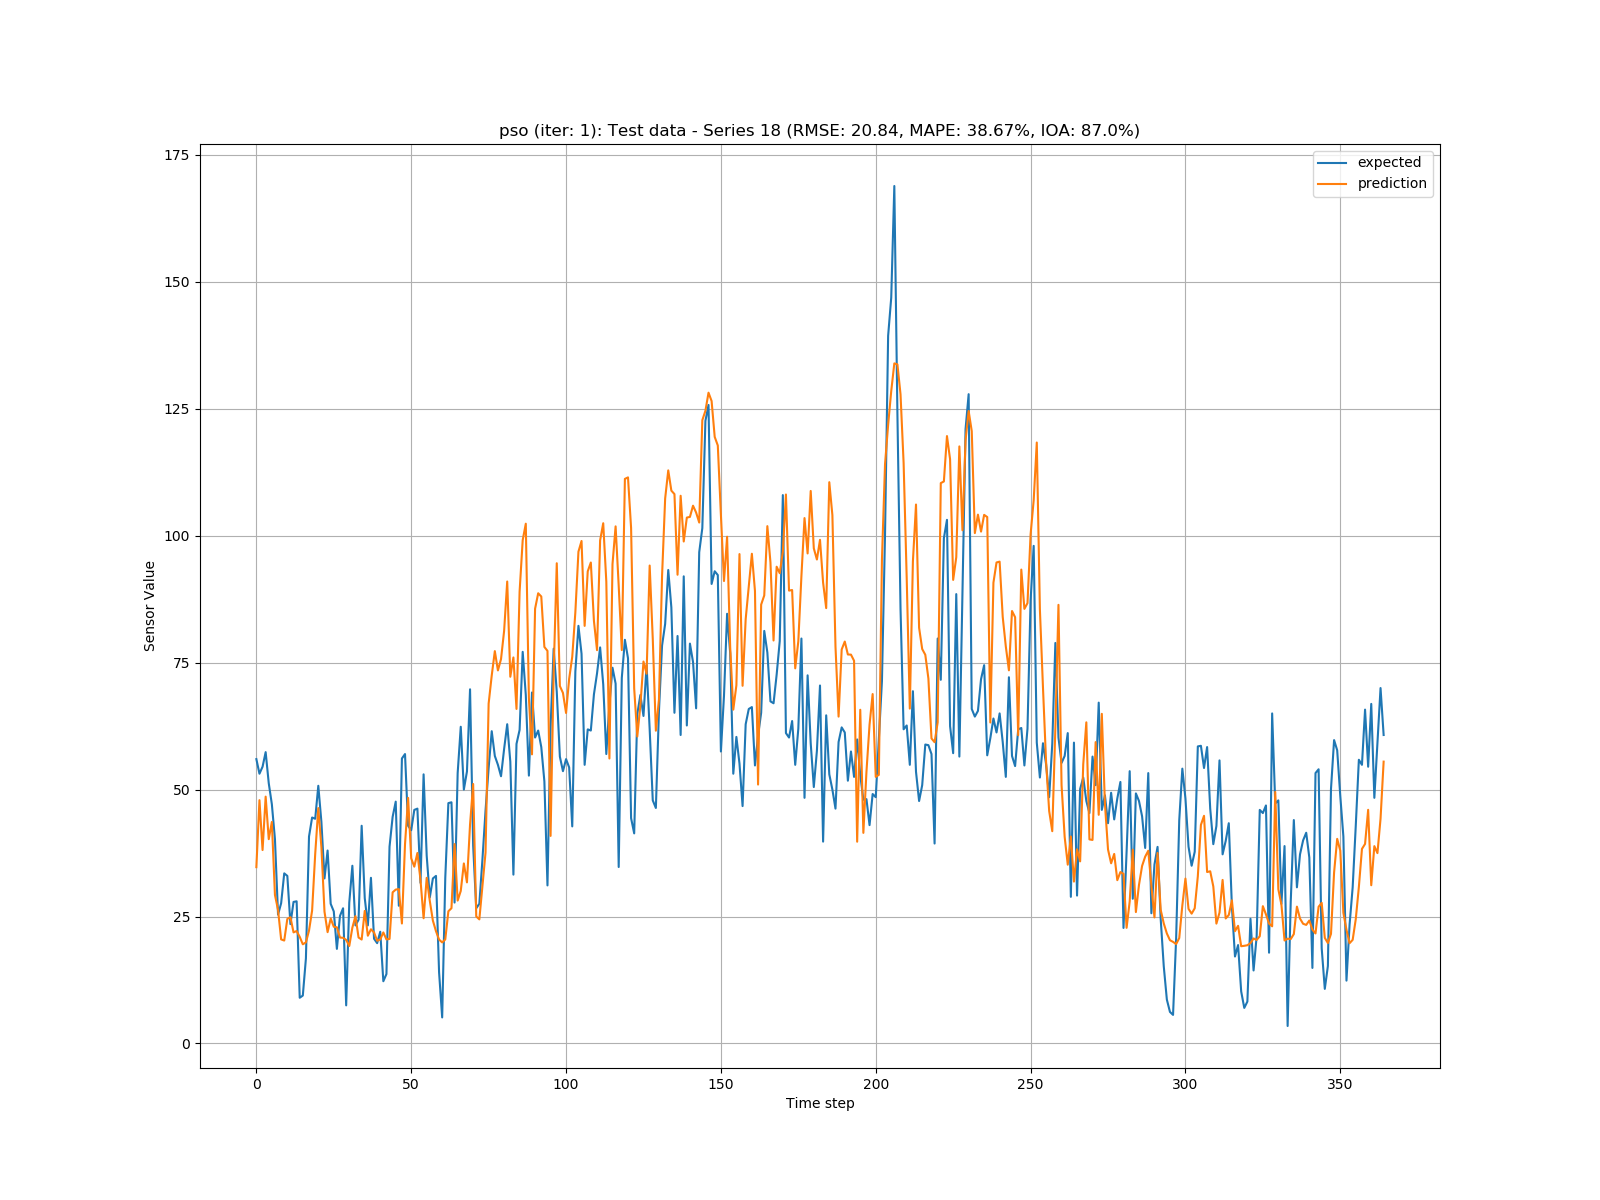 pso (iter: 1): Test data - Series 18 (RMSE: 20.84, MAPE: 38.67%, IOA: 87.0%)
expected
prediction
175
150
125
100
75
50
25
0
Sensor Value
0 50 100 150 200 250 300 350
Time step